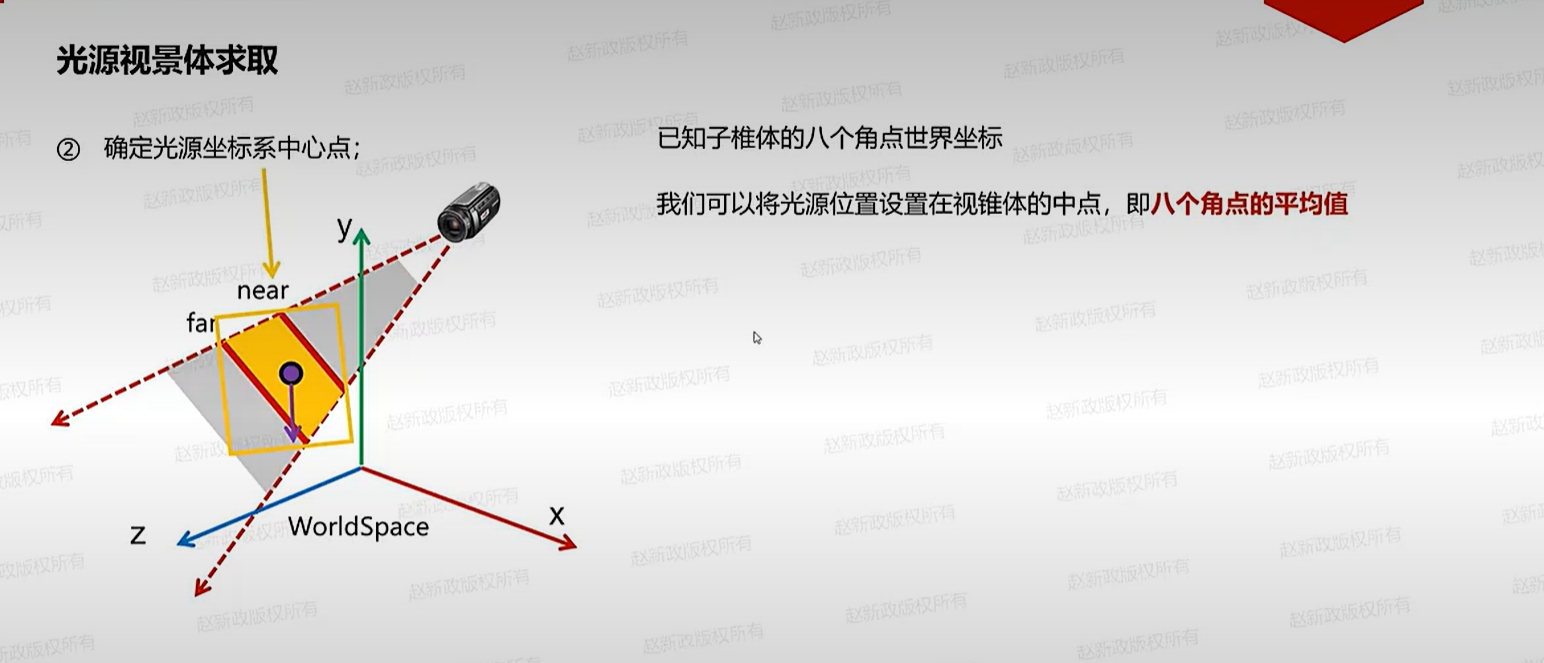 光源视景体求取
② 确定光源坐标系中心点;
已知子椎体的八个角点世界坐标
我们可以将光源位置设置在视锥体的中点，即八个角点的平均值
y
near
far
x
z
WorldSpace
赵新政版权所有